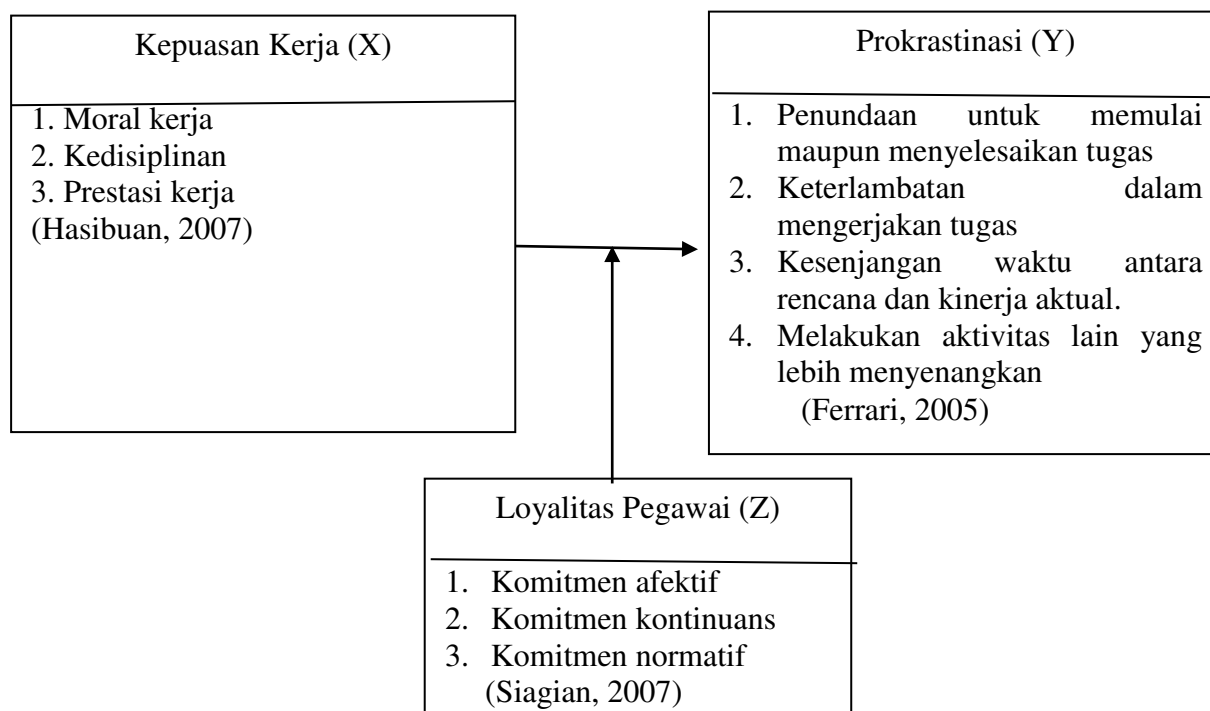 Kepuasan Kerja (X)
1. Moral kerja
2. Kedisiplinan
3. Prestasi kerja
(Hasibuan, 2007)
Prokrastinasi (Y)
1. Penundaan untuk memulai
maupun menyelesaikan tugas
2. Keterlambatan dalam
mengerjakan tugas
3. Kesenjangan waktu antara
rencana dan kinerja aktual.
4. Melakukan aktivitas lain yang
lebih menyenangkan
(Ferrari, 2005)
Loyalitas Pegawai (Z)
1. Komitmen afektif
2. Komitmen kontinuans
3. Komitmen normatif
(Siagian, 2007)